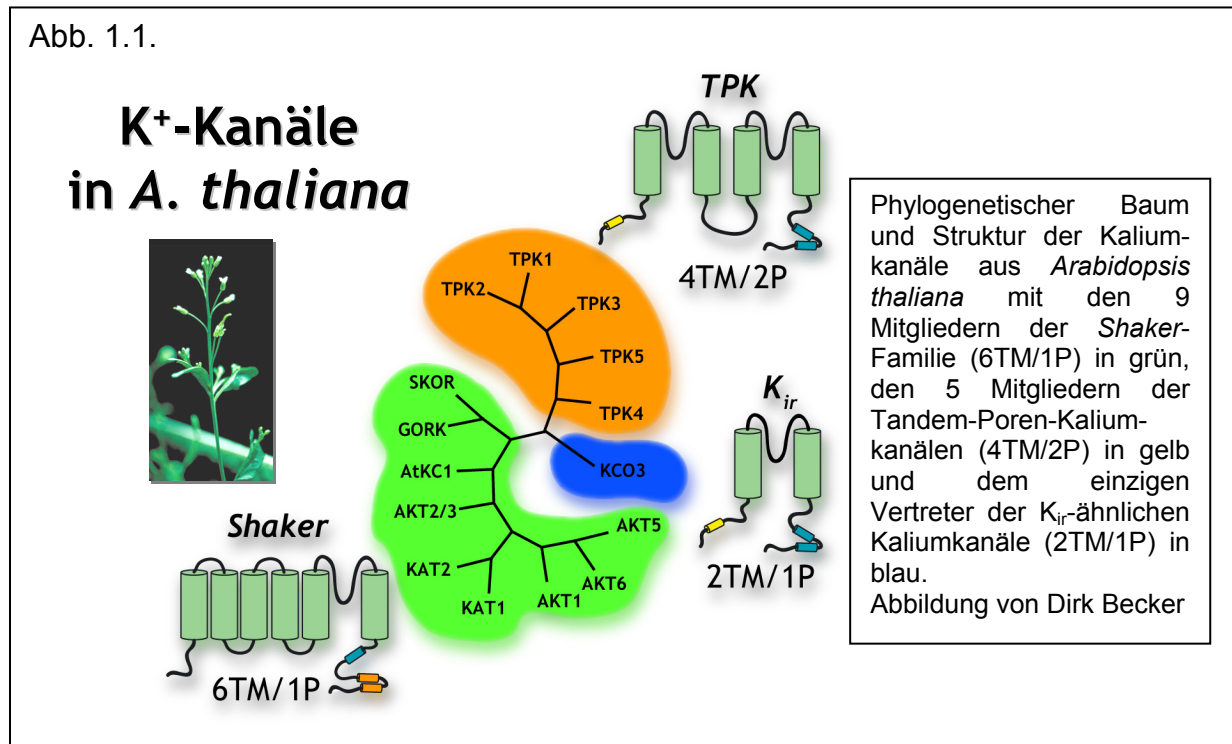 Abb. 1.1.
K⁺-Kanäle
in A. thaliana
TPK
4TM/2P
TPK1
TPK2
TPK3
TPK5
TPK4
SKOR
GORK
AtKC1
AKT2/3
KAT2
KAT1
AKT1
AKT6
AKT5
KCO3
Kir
2TM/1P
Shaker
6TM/1P
Phylogenetischer Baum
und Struktur der Kalium-
kanäle aus Arabidopsis
thaliana mit den 9
Mitgliedern der Shaker-
Familie (6TM/1P) in grün,
den 5 Mitgliedern der
Tandem-Poren-Kalium-
kanälen (4TM/2P) in gelb
und dem einzigen
Vertreter der Kir-ähnlichen
Kaliumkanäle (2TM/1P) in
blau.
Abbildung von Dirk Becker